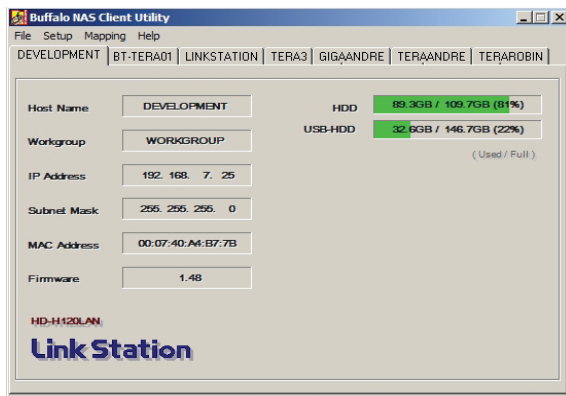 Buffalo NAS Client Utility
File Setup Mapping Help
DEVELOPMENT BT-TERA01 LINKSTATION TERA3 GIGAANDRE TERAANDRE TERAROBIN
Host Name DEVELOPMENT HDD 89.3GB / 109.7GB (81%)
Workgroup WORKGROUP USB-HDD 32.6GB / 146.7GB (22%)
( Used / Full )
IP Address 192. 168. 7. 25
Subnet Mask 255. 255. 255. 0
MAC Address 00:07:40:A4:B7:7B
Firmware 1.48
HD-H120LAN
Link Station